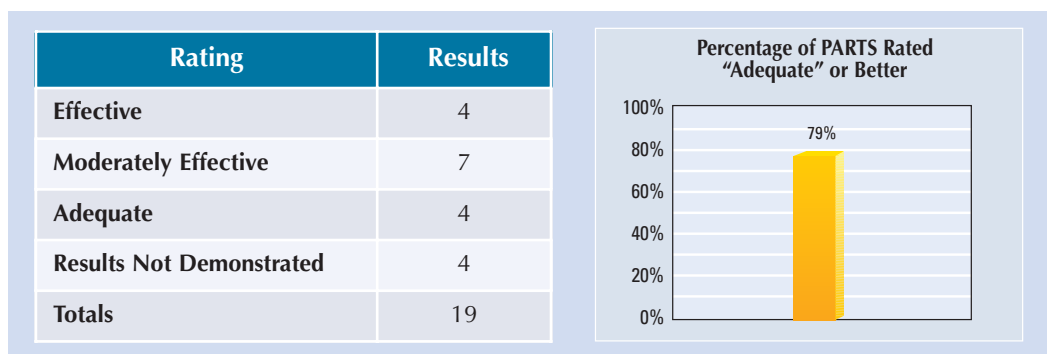 Rating Results
Effective 4
Moderately Effective 7
Adequate 4
Results Not Demonstrated 4
Totals 19
Percentage of PARTS Rated
“Adequate” or Better
100%
79%
80%
60%
40%
20%
0%